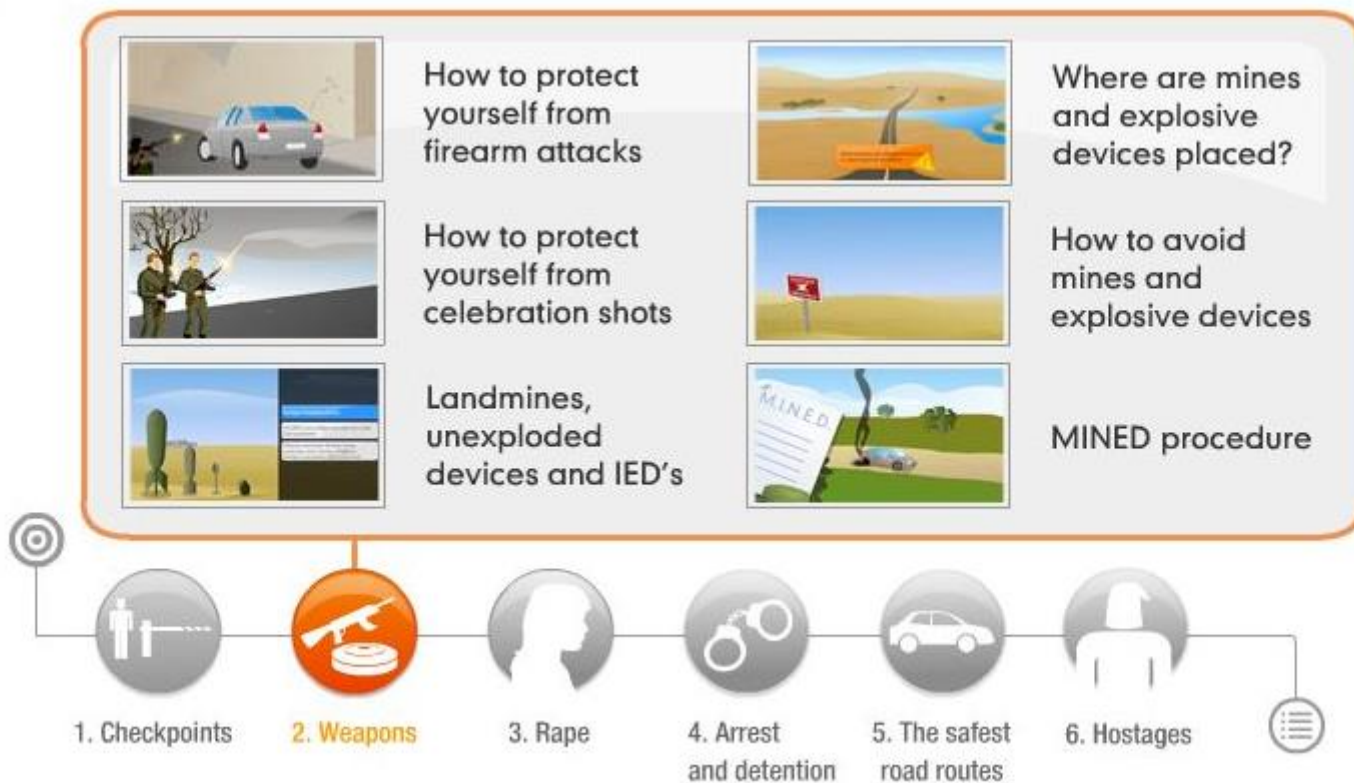 How to protect
yourself from
firearm attacks
Where are mines
and explosive
devices placed?
How to protect
yourself from
celebration shots
How to avoid
mines and
explosive devices
Landmines,
unexploded
devices and IED's
M.I.N.E.D
MINED procedure
1. Checkpoints
2. Weapons
3. Rape
4. Arrest
and detention
5. The safest
road routes
6. Hostages